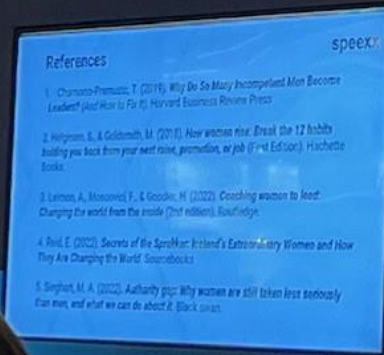 speexx
References
1. Chamorro-Premuzic, T. (2019). Why Do So Many Incompetent Men Become
Leaders? (And How to Fix It). Harvard Business Review Press
2. Helgesen, S., & Goldsmith, M. (2018). How women rise: Break the 12 habits
holding you back from your next raise, promotion, or job (First Edition). Hachette
Books.
3. Leimon, A., Moscovici, F., & Goodier, H. (2022). Coaching women to lead:
Changing the world from the inside (2nd edition). Routledge.
4. Reid, E. (2022). Secrets of the Sprakkar: Iceland's Extraordinary Women and How
They Are Changing the World. Sourcebooks
5. Sieghart, M. A. (2022). Authority gap: Why women are still taken less seriously
than men, and what we can do about it. Black swan.